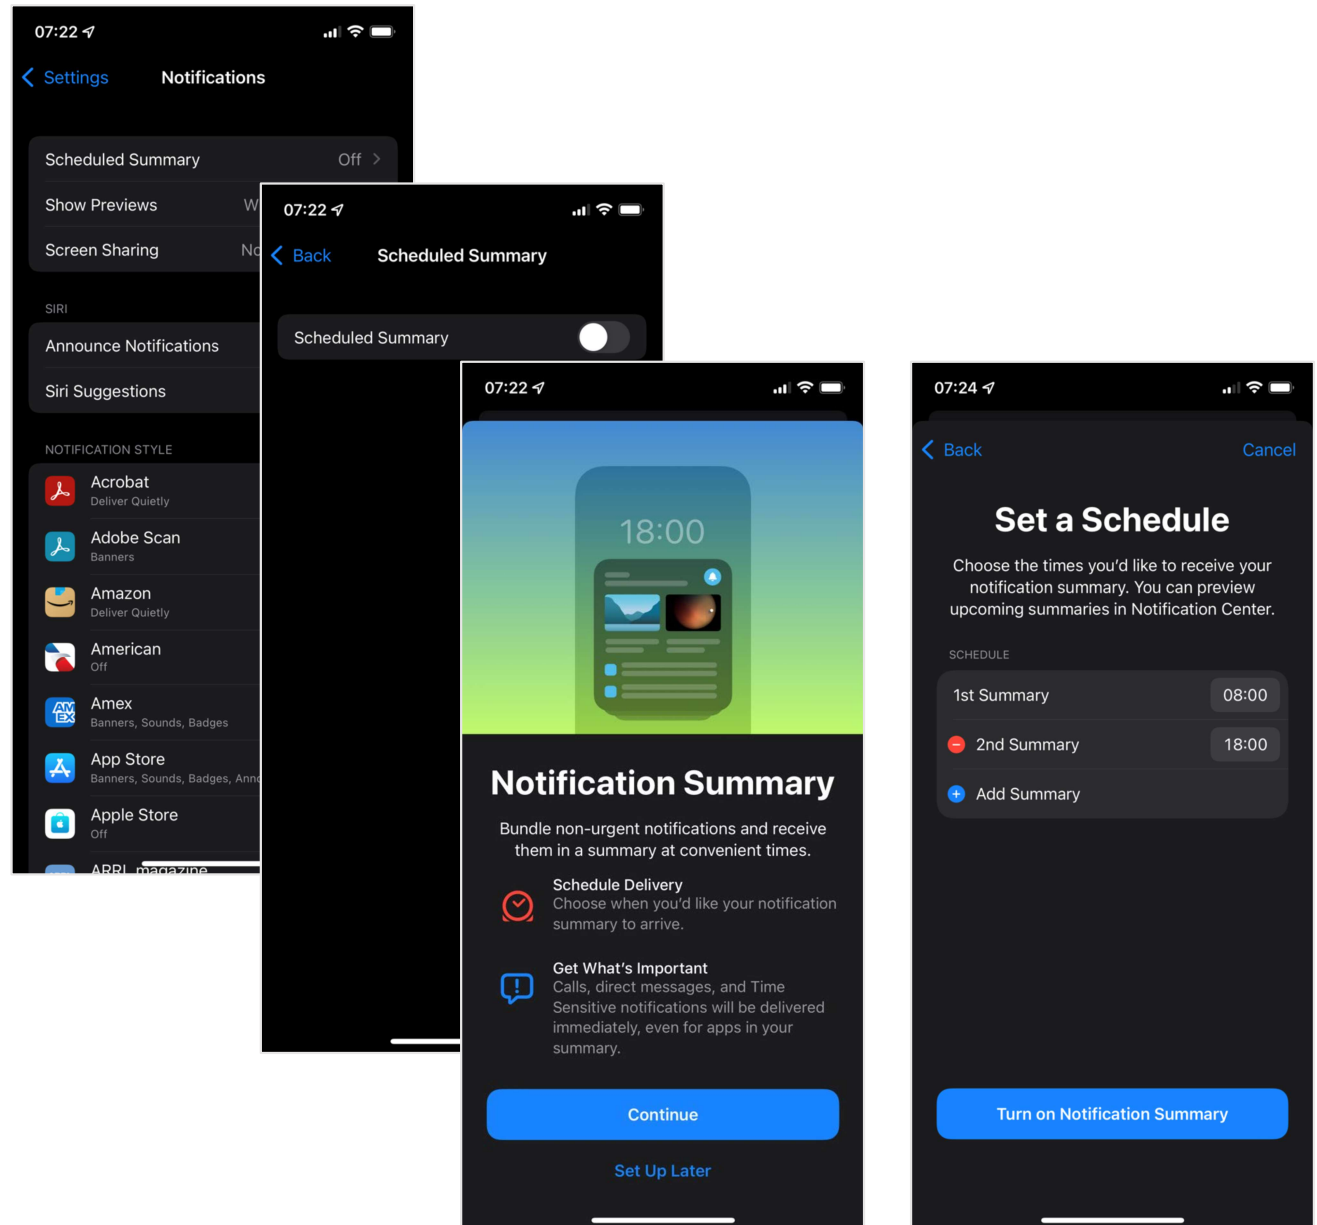 07:22
Settings
Notifications
Scheduled Summary
Off
Show Previews
Screen Sharing
SIRI
Announce Notifications
Siri Suggestions
NOTIFICATION STYLE
Acrobat
Deliver Quietly
Adobe Scan
Banners
Amazon
Deliver Quietly
American
Off
AM
EX
Amex
Banners, Sounds, Badges
App Store
Banners, Sounds, Badges,
Apple Store
Off
ARRL magazine
07:22
Back
Scheduled Summary
Scheduled Summary
07:22
18:00
Notification Summary
Bundle non-urgent notifications and receive
them in a summary at convenient times.
Schedule Delivery
Choose when you’d like your notification
summary to arrive.
Get What’s Important
Calls, direct messages, and Time
Sensitive notifications will be delivered
immediately, even for apps in your
summary.
Continue
Set Up Later
07:24
Back
Cancel
Set a Schedule
Choose the times you’d like to receive your
notification summary. You can preview
upcoming summaries in Notification Center.
SCHEDULE
1st Summary
08:00
2nd Summary
18:00
Add Summary
Turn on Notification Summary